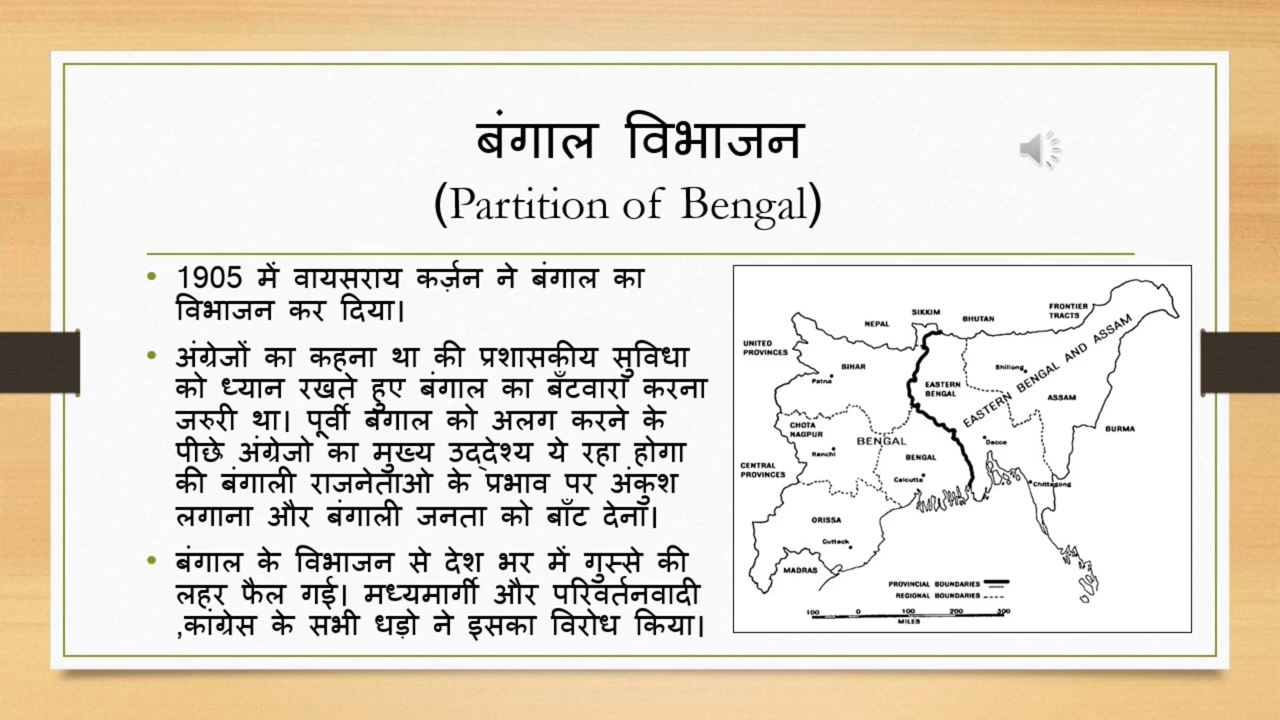 बंगाल विभाजन
(Partition of Bengal)
• 1905 में वायसराय कर्ज़न ने बंगाल का
विभाजन कर दिया।
• अंग्रेजों का कहना था की प्रशासकीय सुविधा
को ध्यान रखते हुए बंगाल का बँटवारा करना
जरुरी था। पूर्वी बंगाल को अलग करने के
पीछे अंग्रेजो का मुख्य उद्देश्य ये रहा होगा
की बंगाली राजनेताओ के प्रभाव पर अंकुश
लगाना और बंगाली जनता को बाँट देना।
• बंगाल के विभाजन से देश भर में गुस्से की
लहर फैल गई। मध्यमार्गी और परिवर्तनवादी
,कांग्रेस के सभी धड़ो ने इसका विरोध किया।
SIKKIM
NEPAL
BHUTAN
FRONTIER
TRACTS
UNITED
PROVINCES
BIHAR
Patna
EASTERN
BENGAL
Shillong
EASTERN BENGAL AND ASSAM
ASSAM
BURMA
CHOTA
NAGPUR
Ranchi
BENGAL
BENGAL
Calcutta
Dacca
Chittagong
CENTRAL
PROVINCES
ORISSA
Cuttack
MADRAS
PROVINCIAL BOUNDARIES
REGIONAL BOUNDARIES
100 0 100 200 300
MILES